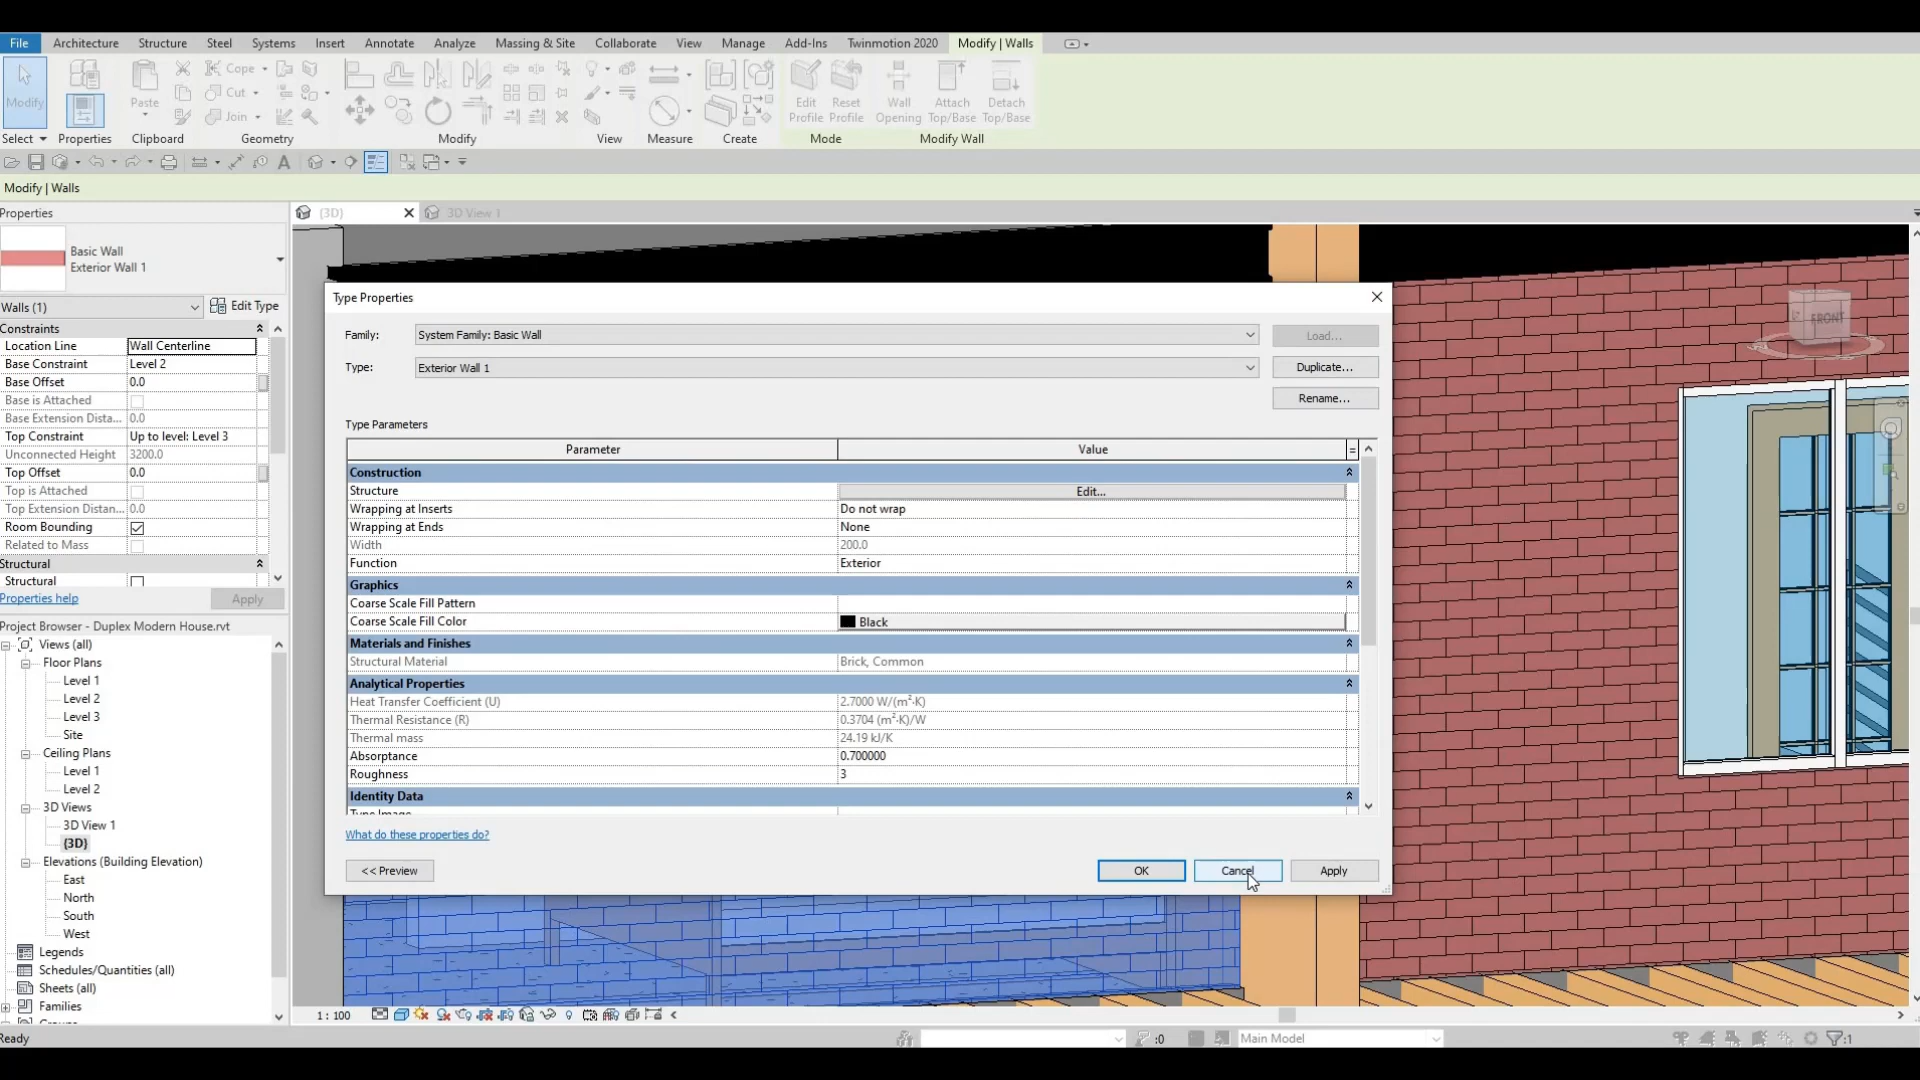 File Architecture Structure Steel Systems Insert Annotate Analyze Massing & Site Collaborate View Manage Add-Ins Twinmotion 2020 Modify | Walls
Modify
Paste
Cope
Cut
Join
Edit Profile
Reset Profile
Wall Opening
Attach Top/Base
Detach Top/Base
Select Properties Clipboard Geometry Modify View Measure Create Mode Modify Wall
Modify | Walls
Properties
(3D)
3D View 1
Basic Wall
Exterior Wall 1
Walls (1)
Edit Type
Constraints
Location Line Wall Centerline
Base Constraint Level 2
Base Offset 0.0
Base is Attached
Base Extension Dista... 0.0
Top Constraint Up to level: Level 3
Unconnected Height 3200.0
Top Offset 0.0
Top is Attached
Top Extension Distan... 0.0
Room Bounding
Related to Mass
Structural
Structural
Properties help
Apply
Project Browser - Duplex Modern House.rvt
Views (all)
Floor Plans
Level 1
Level 2
Level 3
Site
Ceiling Plans
Level 1
Level 2
3D Views
3D View 1
{3D}
Elevations (Building Elevation)
East
North
South
West
Legends
Schedules/Quantities (all)
Sheets (all)
Families
Type Properties
Family: System Family: Basic Wall Load...
Type: Exterior Wall 1 Duplicate...
Rename...
Type Parameters
Parameter Value =
Construction
Structure Edit...
Wrapping at Inserts Do not wrap
Wrapping at Ends None
Width 200.0
Function Exterior
Graphics
Coarse Scale Fill Pattern
Coarse Scale Fill Color Black
Materials and Finishes
Structural Material Brick, Common
Analytical Properties
Heat Transfer Coefficient (U) 2.7000 W/(m²·K)
Thermal Resistance (R) 0.3704 (m²·K)/W
Thermal mass 24.19 kJ/K
Absorptance 0.700000
Roughness 3
Identity Data
Type Image
What do these properties do?
<< Preview OK Cancel Apply
FRONT
1 : 100
Ready
:0
Main Model
:1